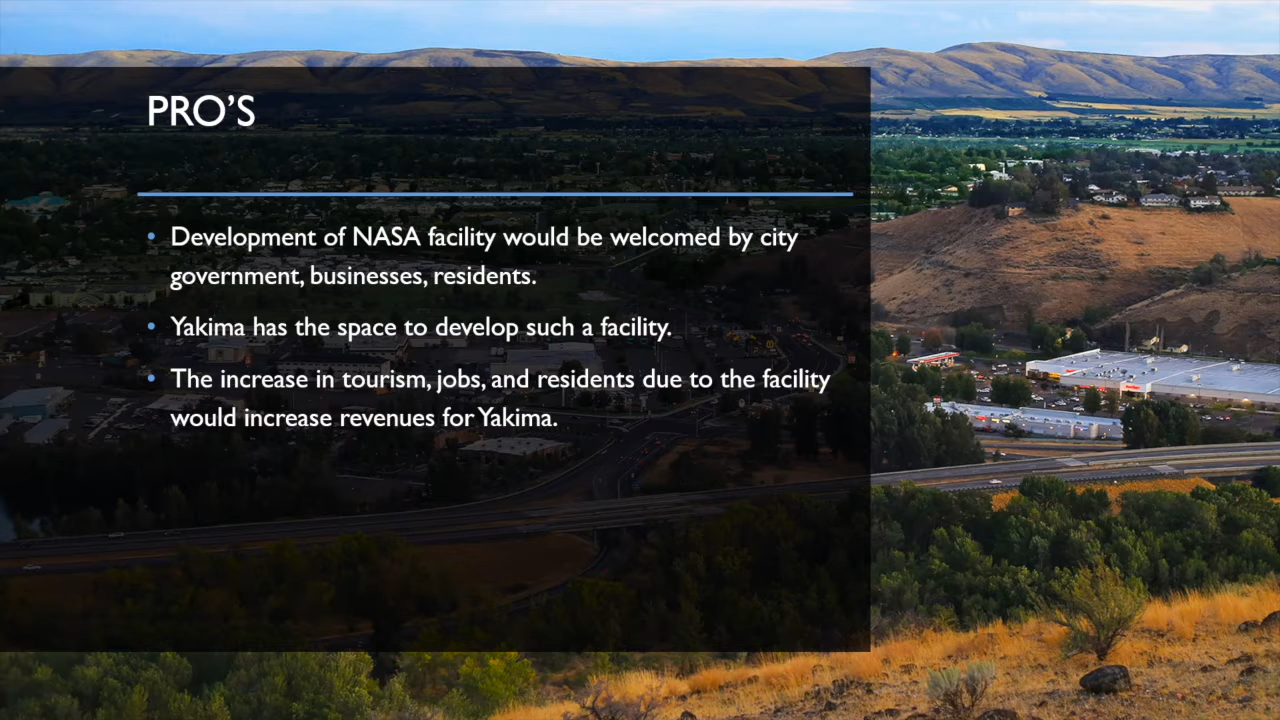 PRO’S
• Development of NASA facility would be welcomed by city
government, businesses, residents.
• Yakima has the space to develop such a facility.
• The increase in tourism, jobs, and residents due to the facility
would increase revenues for Yakima.